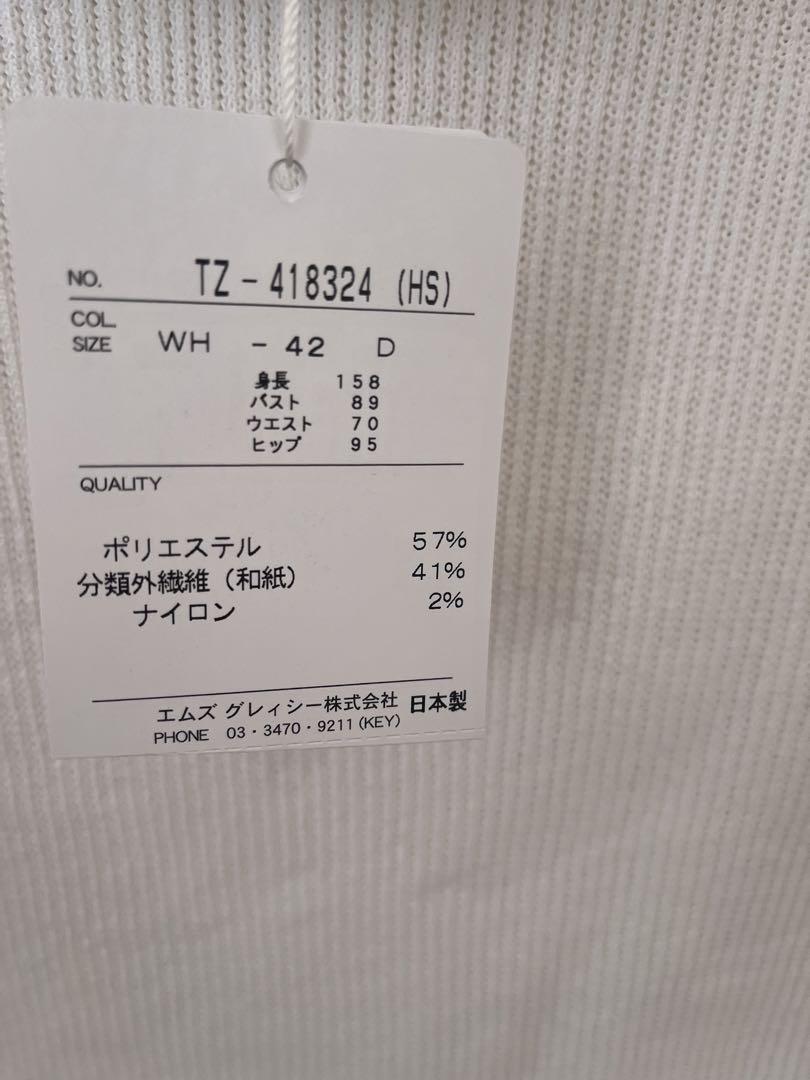 NO. TZ-418324 (HS)
COL.
SIZE WH -42 D
身長 158
バスト 89
ウエスト 70
ヒップ 95
QUALITY
ポリエステル 57%
分類外繊維（和紙） 41%
ナイロン 2%
エムズ グレィシー株式会社 日本製
PHONE 03・3470・9211(KEY)